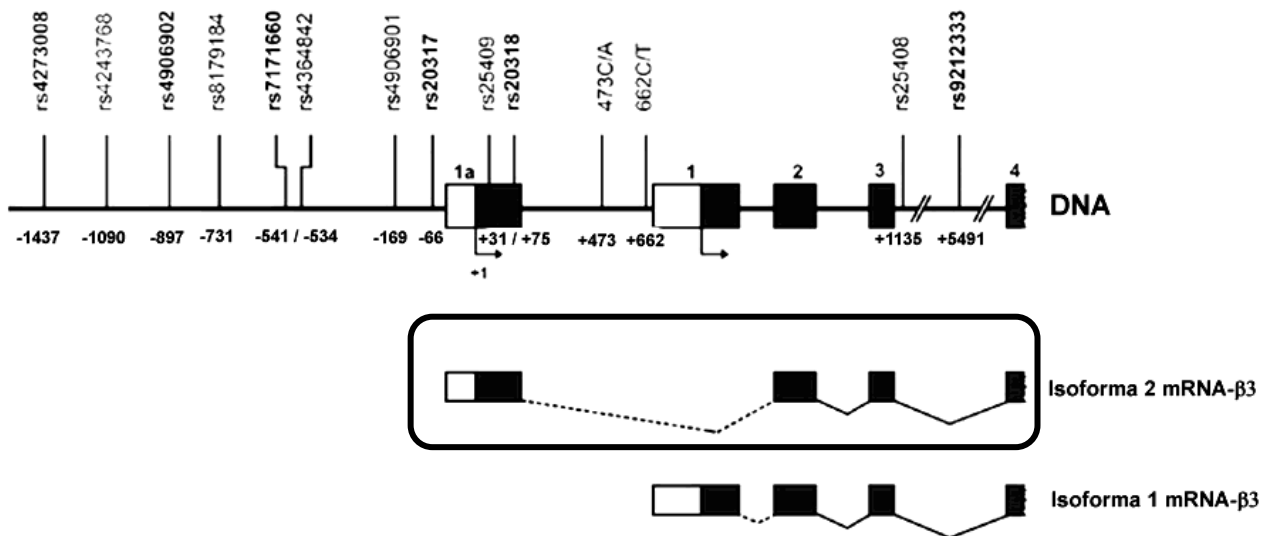 rs4273008
rs4243768
rs4906902
rs8179184
rs7171660
rs4364842
rs4906901
rs20317
rs25409
rs20318
473C/A
662C/T
rs25408
rs9212333
1a
1
2
3
4
DNA
-1437
-1090
-897
-731
-541 / -534
-169
-66
+31 / +75
+473
+662
+1135
+5491
+1
Isoforma 2 mRNA-β3
Isoforma 1 mRNA-β3